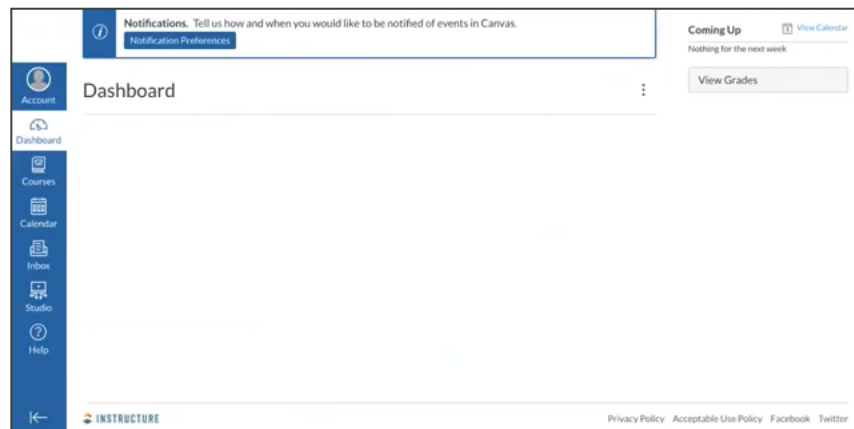 Notifications. Tell us how and when you would like to be notified of events in Canvas.
Notification Preferences
Coming Up
View Calendar
Nothing for the next week
View Grades
Dashboard
Account
Dashboard
Courses
Calendar
Inbox
Studio
Help
INSTRUCTURE
Privacy Policy Acceptable Use Policy Facebook Twitter